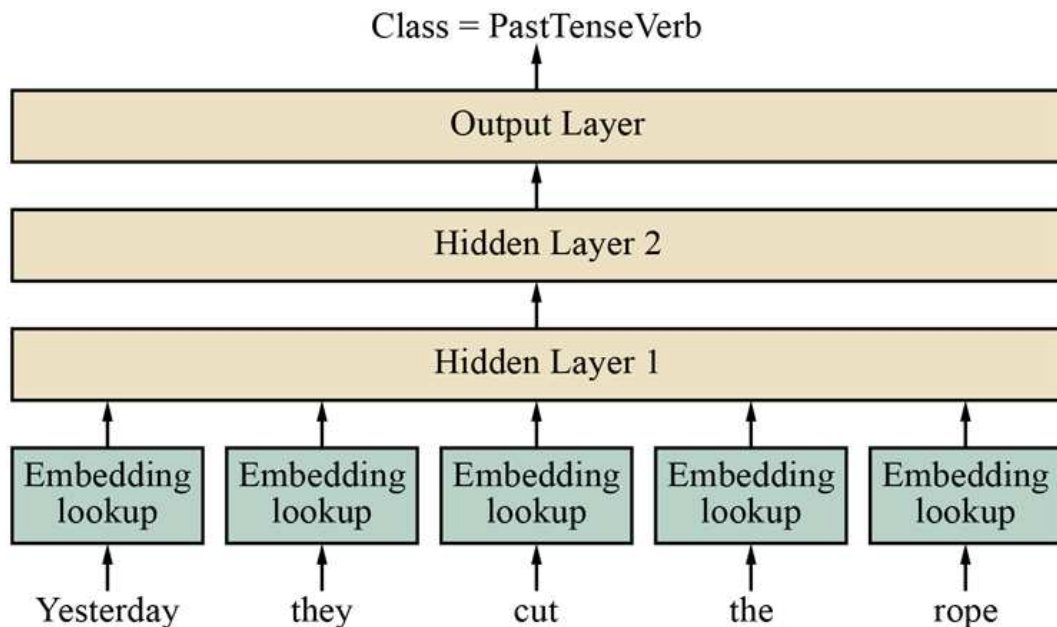 Class = PastTenseVerb
Output Layer
Hidden Layer 2
Hidden Layer 1
Embedding lookup
Embedding lookup
Embedding lookup
Embedding lookup
Embedding lookup
Yesterday they cut the rope